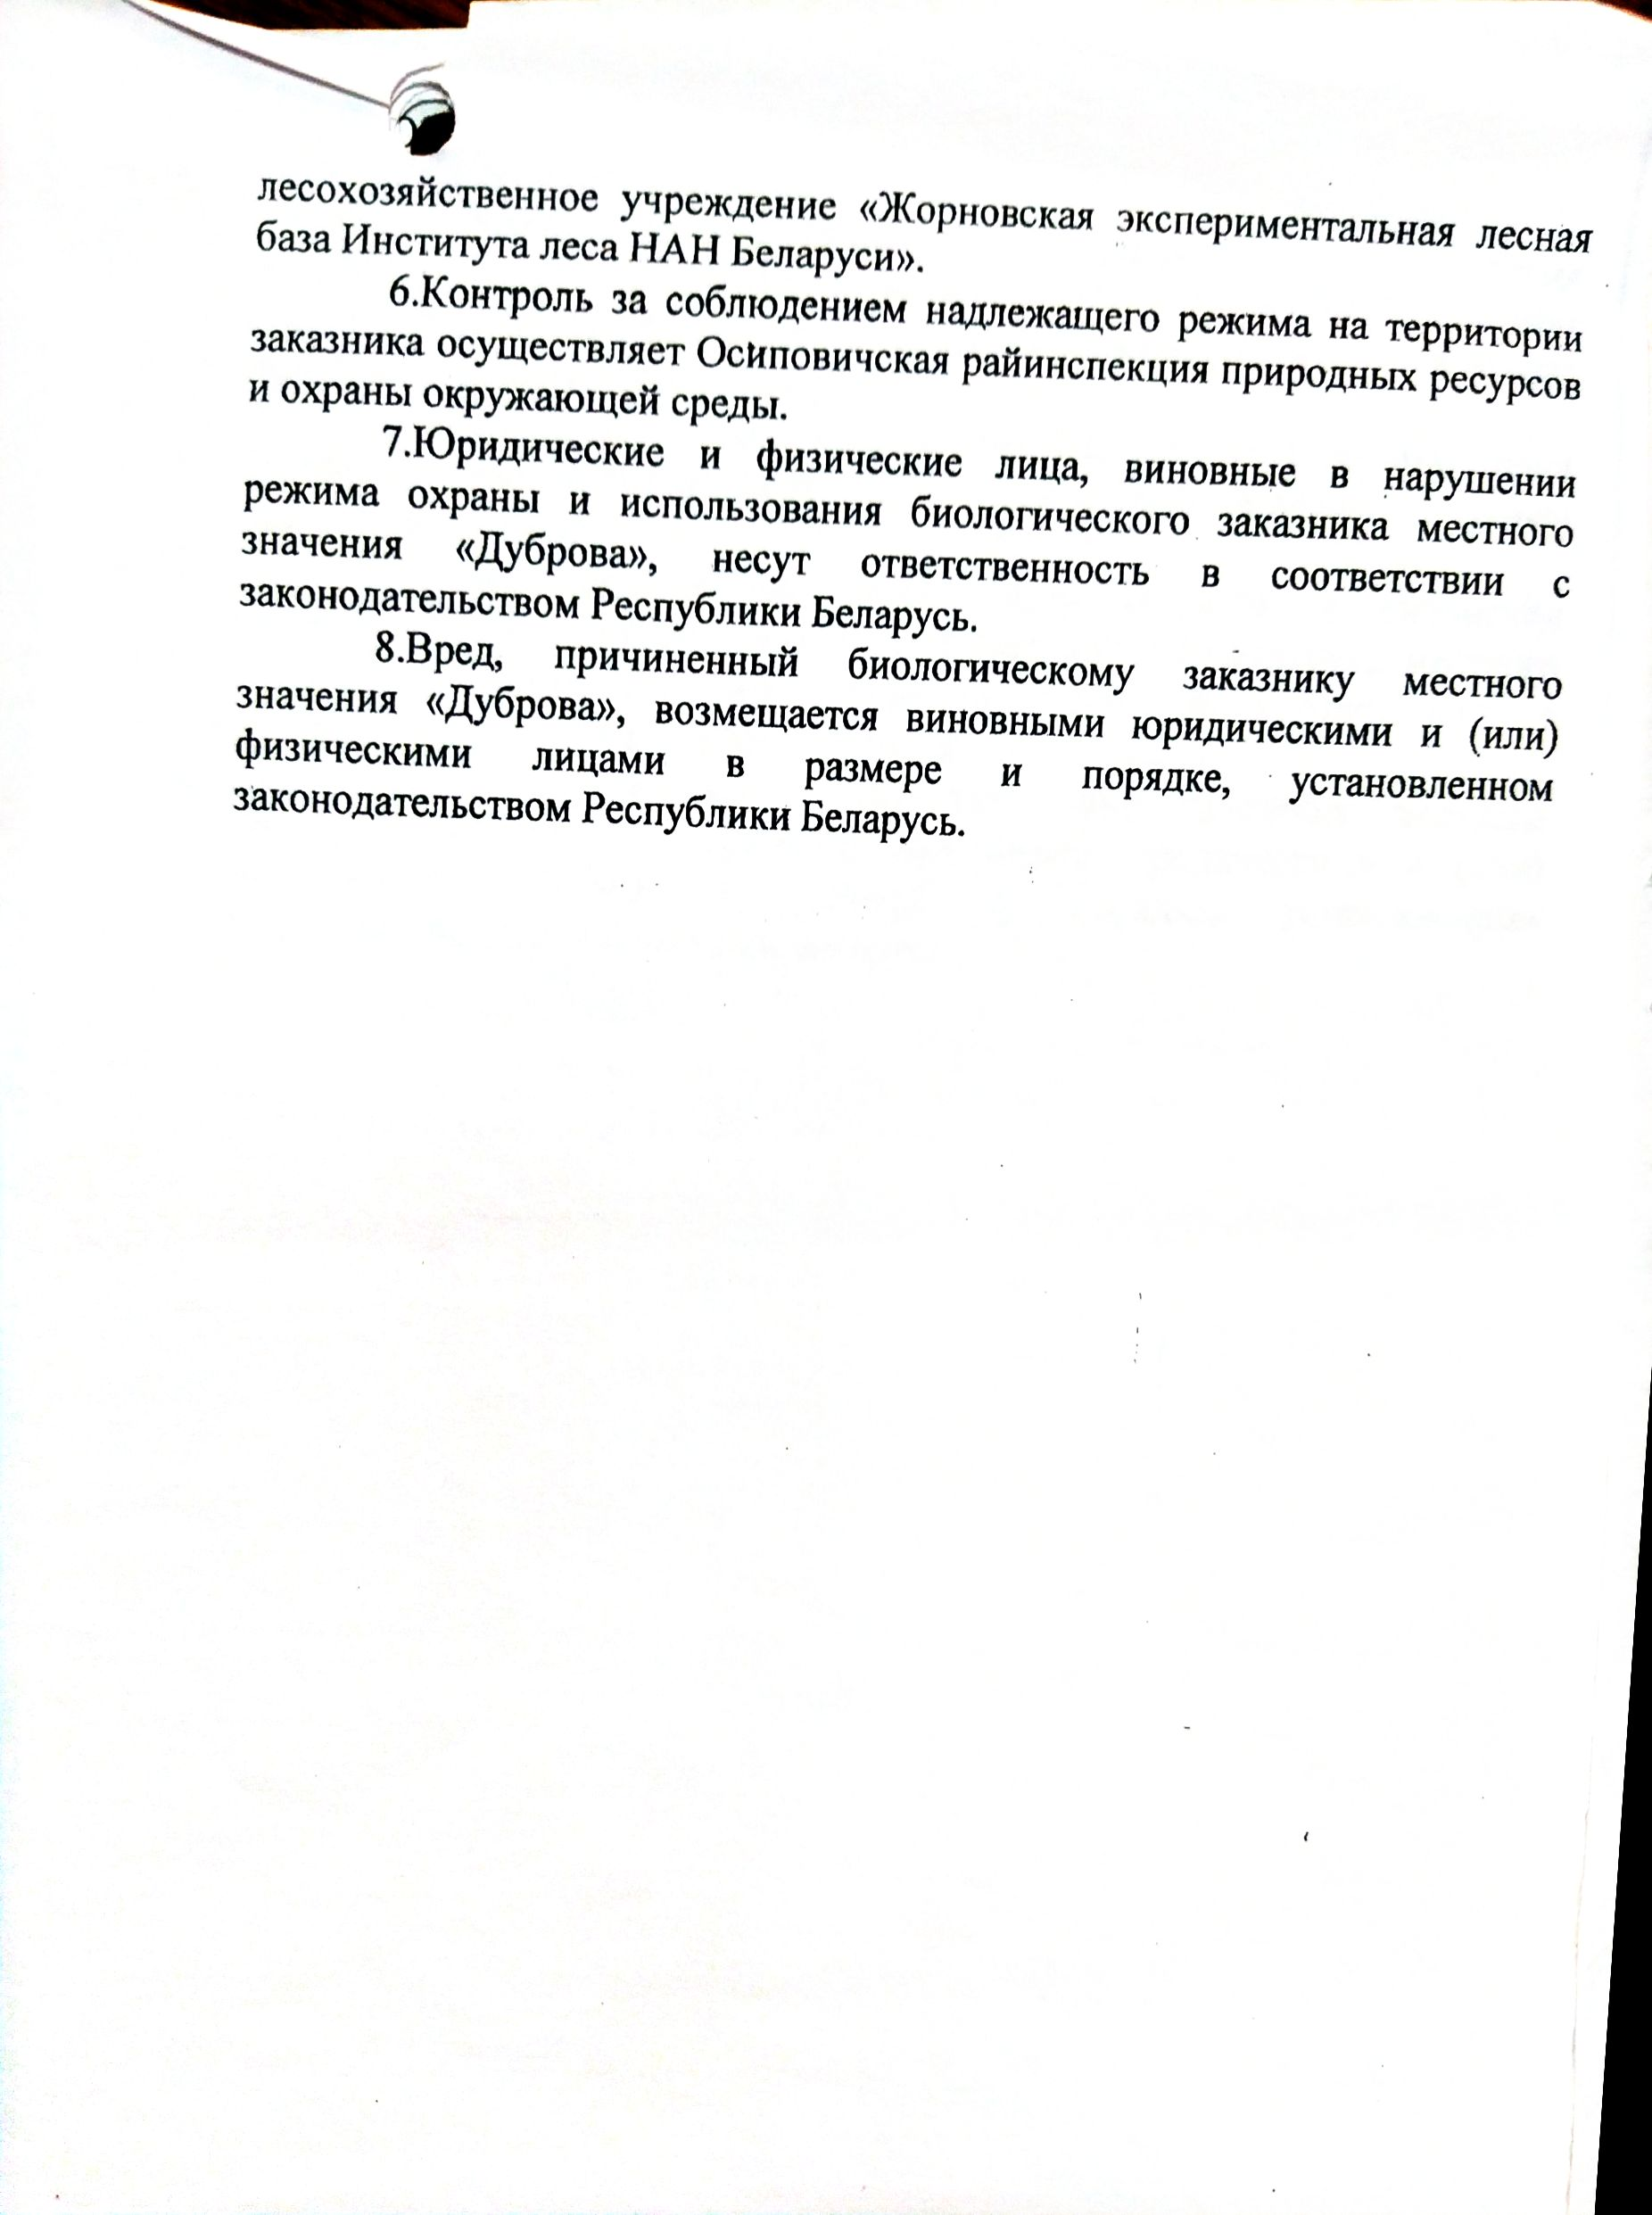 лесохозяйственное учреждение «Жорновская экспериментальная лесная
база Института леса НАН Беларуси».
6.Контроль за соблюдением надлежащего режима на территории
заказника осуществляет Осиповичская райинспекция природных ресурсов
и охраны окружающей среды.
7.Юридические и физические лица, виновные в нарушении
режима охраны и использования биологического заказника местного
значения «Дуброва», несут ответственность в соответствии с
законодательством Республики Беларусь.
8.Вред, причиненный биологическому заказнику местного
значения «Дуброва», возмещается виновными юридическими и (или)
физическими лицами в размере и порядке, установленном
законодательством Республики Беларусь.